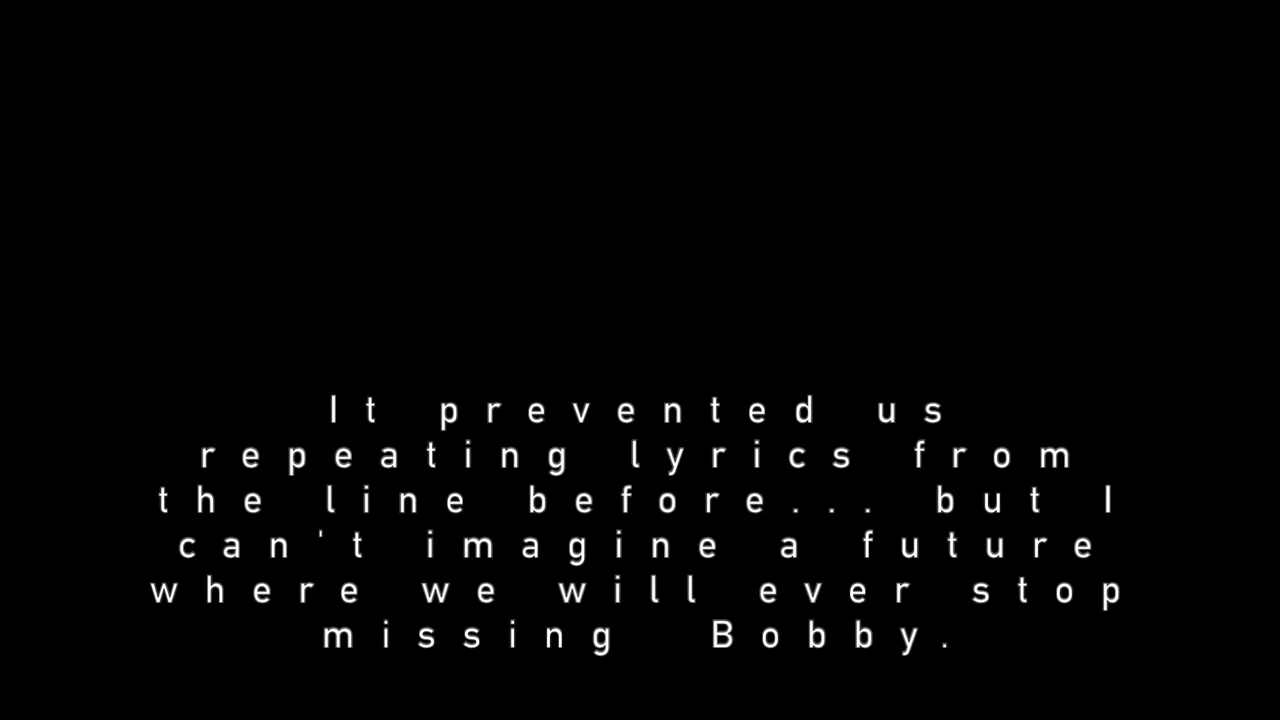 It prevented us
repeating lyrics from
the line before... but I
can't imagine a future
where we will ever stop
missing Bobby.